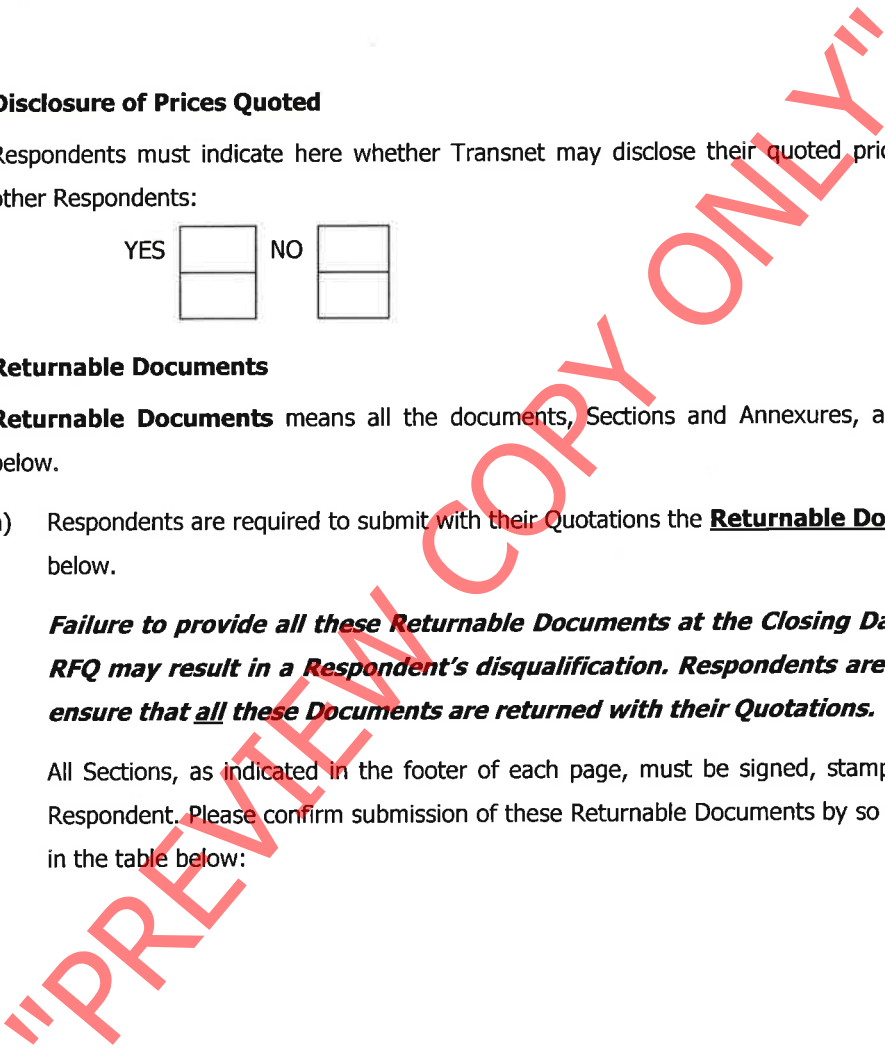 Disclosure of Prices Quoted
Respondents must indicate here whether Transnet may disclose their quoted
other Respondents:
YES NO
Returnable Documents
Returnable Documents means all the documents, Sections and Annexures,
below.
Respondents are required to submit with their Quotations the Returnable
below.
Failure to provide all these Returnable Documents at the Closing
RFQ may result in a Respondent's disqualification. Respondents are
ensure that all these Documents are returned with their Quotations.
All Sections, as indicated in the footer of each page, must be signed,
Respondent. Please confirm submission of these Returnable Documents by so
in the table below:
"PREVIEW COPY ONLY"